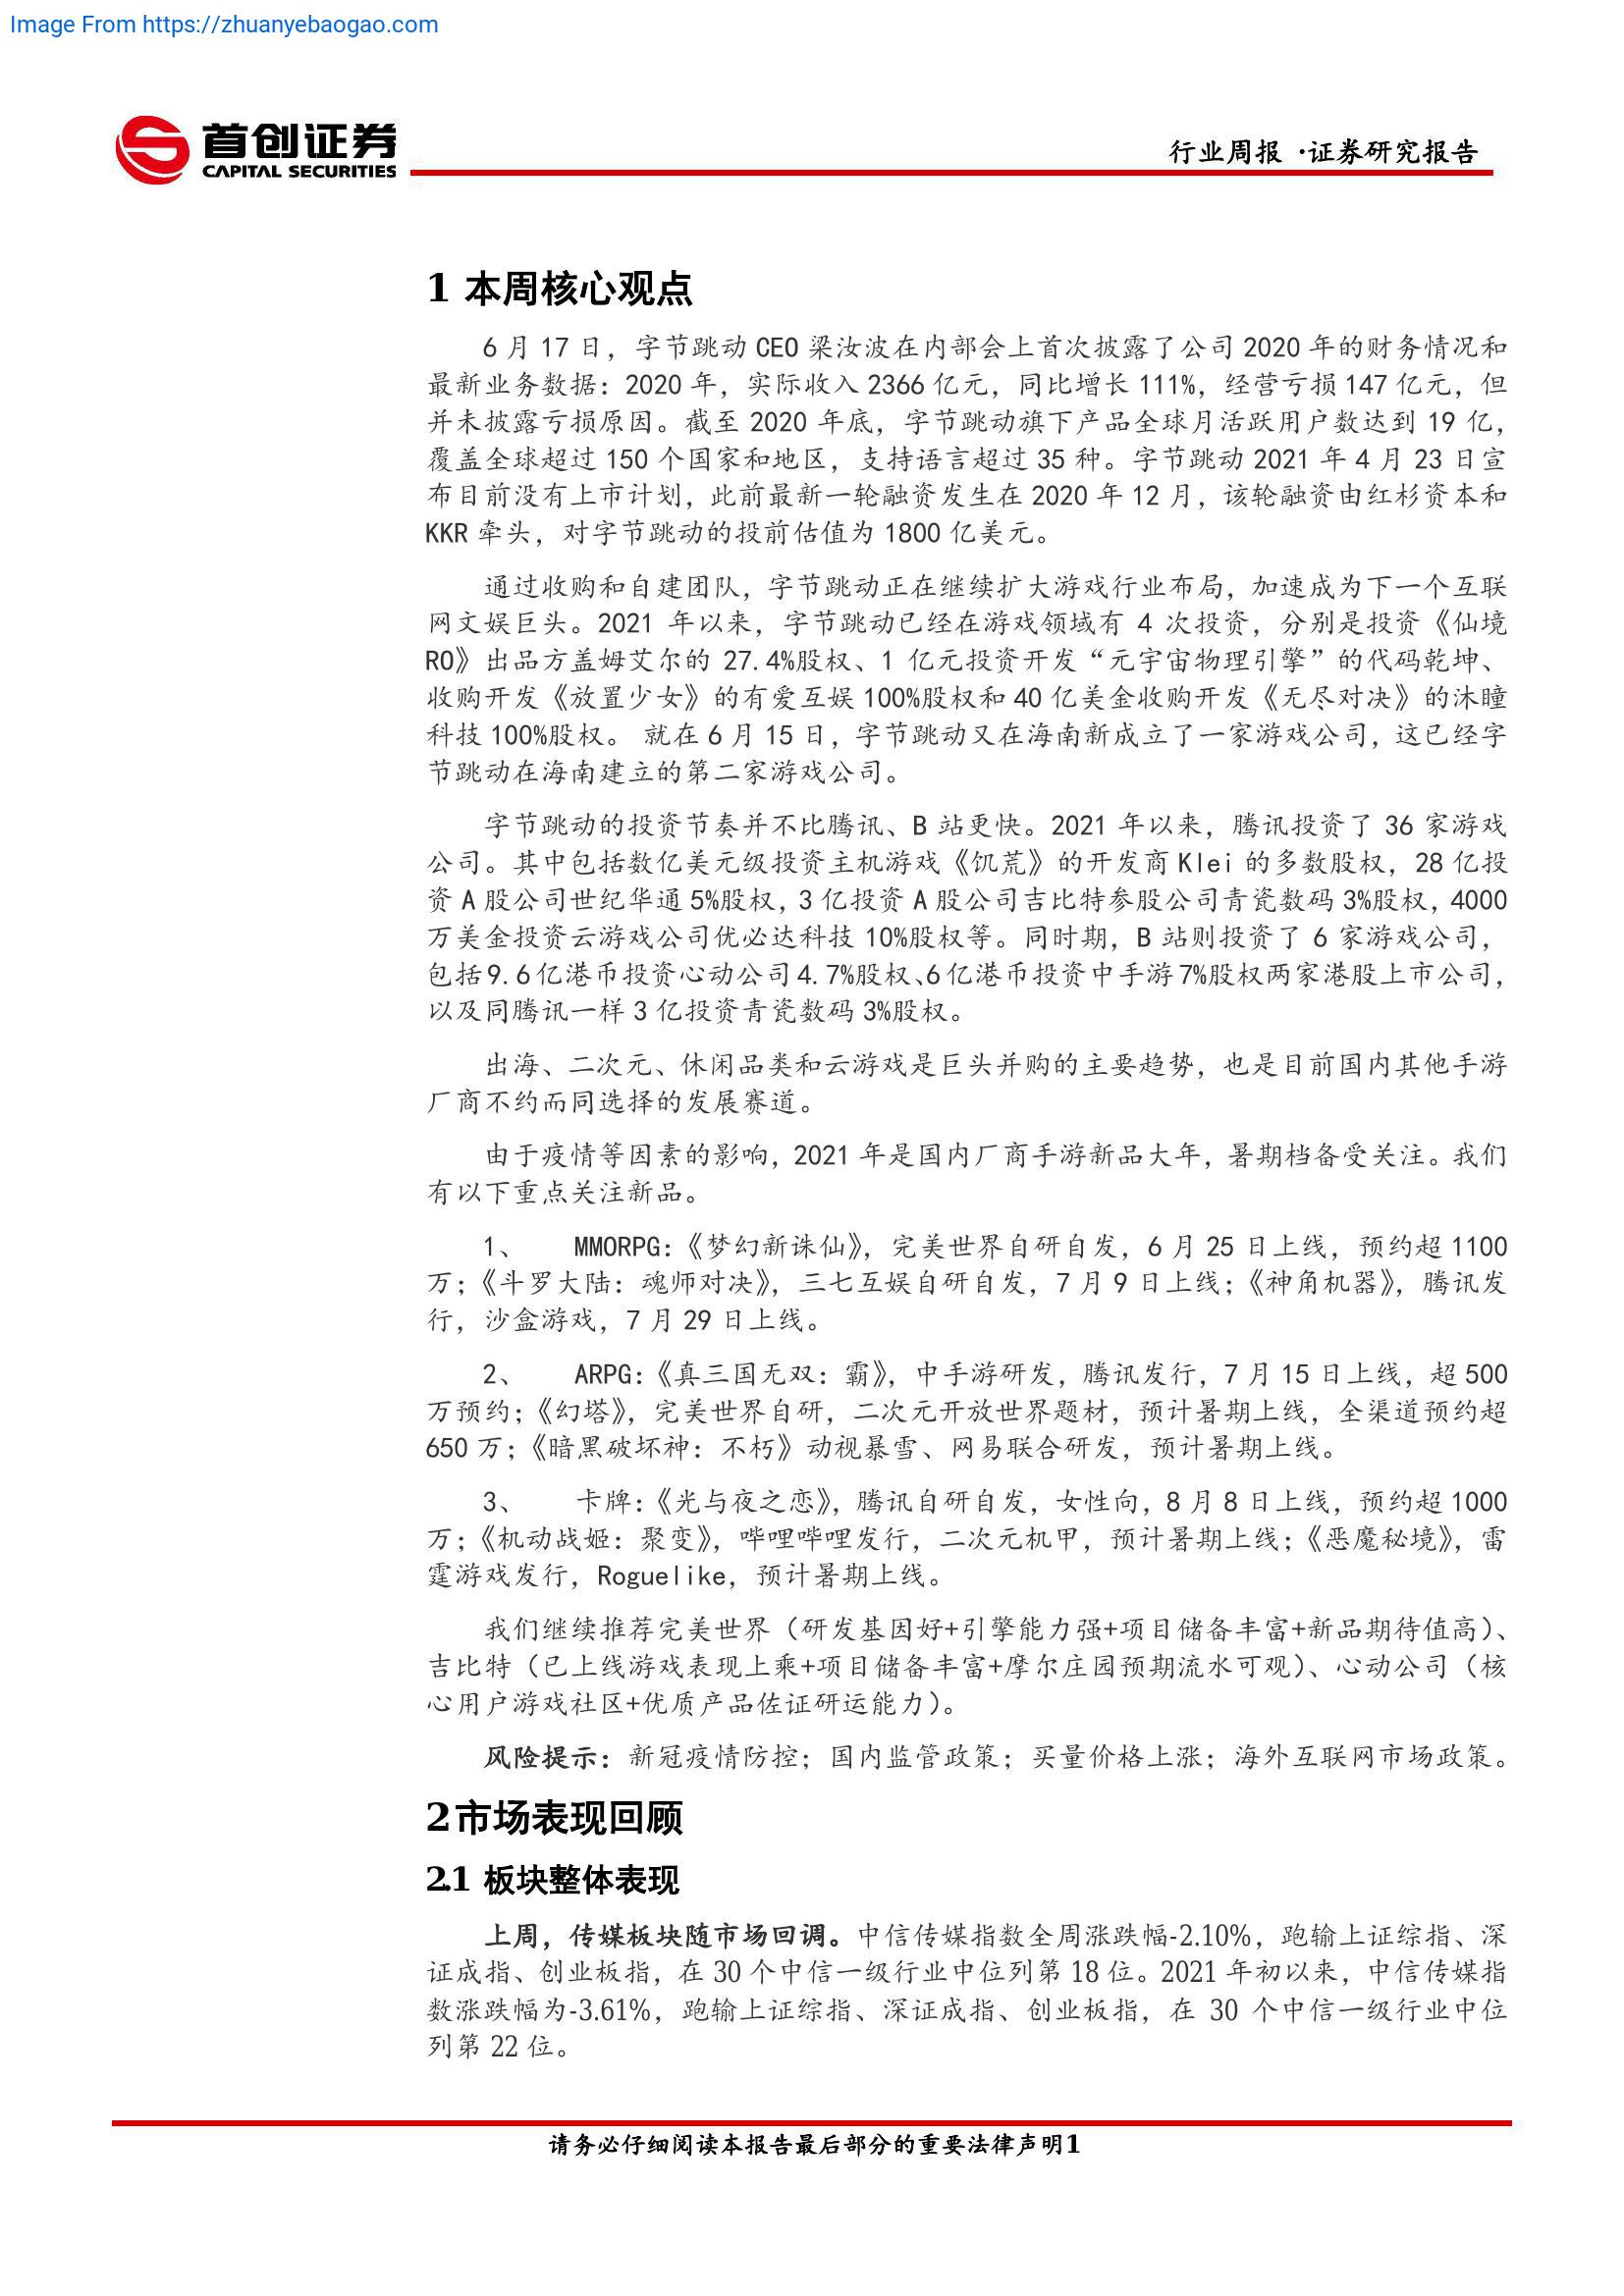 Image From https://zhuanyebaogao.com
首创证券
CAPITAL SECURITIES
行业周报 ·证券研究报告
1 本周核心观点
6 月 17 日，字节跳动 CEO 梁汝波在内部会上首次披露了公司 2020 年的财务情况和
最新业务数据：2020 年，实际收入 2366 亿元，同比增长 111%，经营亏损 147 亿元，但
并未披露亏损原因。截至 2020 年底，字节跳动旗下产品全球月活跃用户数达到 19 亿，
覆盖全球超过 150 个国家和地区，支持语言超过 35 种。字节跳动 2021 年 4 月 23 日宣
布目前没有上市计划，此前最新一轮融资发生在 2020 年 12 月，该轮融资由红杉资本和
KKR 牵头，对字节跳动的投前估值为 1800 亿美元。
通过收购和自建团队，字节跳动正在继续扩大游戏行业布局，加速成为下一个互联
网文娱巨头。2021 年以来，字节跳动已经在游戏领域有 4 次投资，分别是投资《仙境
RO》出品方盖姆艾尔的 27.4%股权、1 亿元投资开发“元宇宙物理引擎”的代码乾坤、
收购开发《放置少女》的有爱互娱 100%股权和 40 亿美金收购开发《无尽对决》的沐瞳
科技 100%股权。 就在 6 月 15 日，字节跳动又在海南新成立了一家游戏公司，这已经字
节跳动在海南建立的第二家游戏公司。
字节跳动的投资节奏并不比腾讯、B 站更快。2021 年以来，腾讯投资了 36 家游戏
公司。其中包括数亿美元级投资主机游戏《饥荒》的开发商 Klei 的多数股权，28 亿投
资 A 股公司世纪华通 5%股权，3 亿投资 A 股公司吉比特参股公司青瓷数码 3%股权，4000
万美金投资云游戏公司优必达科技 10%股权等。同时期，B 站则投资了 6 家游戏公司，
包括 9.6 亿港币投资心动公司 4.7%股权、6 亿港币投资中手游 7%股权两家港股上市公司，
以及同腾讯一样 3 亿投资青瓷数码 3%股权。
出海、二次元、休闲品类和云游戏是巨头并购的主要趋势，也是目前国内其他手游
厂商不约而同选择的发展赛道。
由于疫情等因素的影响，2021 年是国内厂商手游新品大年，暑期档备受关注。我们
有以下重点关注新品。
1、 MMORPG：《梦幻新诛仙》，完美世界自研自发，6 月 25 日上线，预约超 1100
万；《斗罗大陆：魂师对决》，三七互娱自研自发，7 月 9 日上线；《神角机器》，腾讯发
行，沙盒游戏，7 月 29 日上线。
2、 ARPG：《真三国无双：霸》，中手游研发，腾讯发行，7 月 15 日上线，超 500
万预约；《幻塔》，完美世界自研，二次元开放世界题材，预计暑期上线，全渠道预约超
650 万；《暗黑破坏神：不朽》动视暴雪、网易联合研发，预计暑期上线。
3、 卡牌：《光与夜之恋》，腾讯自研自发，女性向，8 月 8 日上线，预约超 1000
万；《机动战姬：聚变》，哔哩哔哩发行，二次元机甲，预计暑期上线；《恶魔秘境》，雷
霆游戏发行，Roguelike，预计暑期上线。
我们继续推荐完美世界（研发基因好+引擎能力强+项目储备丰富+新品期待值高）、
吉比特（已上线游戏表现上乘+项目储备丰富+摩尔庄园预期流水可观）、心动公司（核
心用户游戏社区+优质产品佐证研运能力）。
风险提示：新冠疫情防控；国内监管政策；买量价格上涨；海外互联网市场政策。
2 市场表现回顾
2.1 板块整体表现
上周，传媒板块随市场回调。中信传媒指数全周涨跌幅-2.10%，跑输上证综指、深
证成指、创业板指，在 30 个中信一级行业中位列第 18 位。2021 年初以来，中信传媒指
数涨跌幅为-3.61%，跑输上证综指、深证成指、创业板指，在 30 个中信一级行业中位
列第 22 位。
请务必仔细阅读本报告最后部分的重要法律声明1